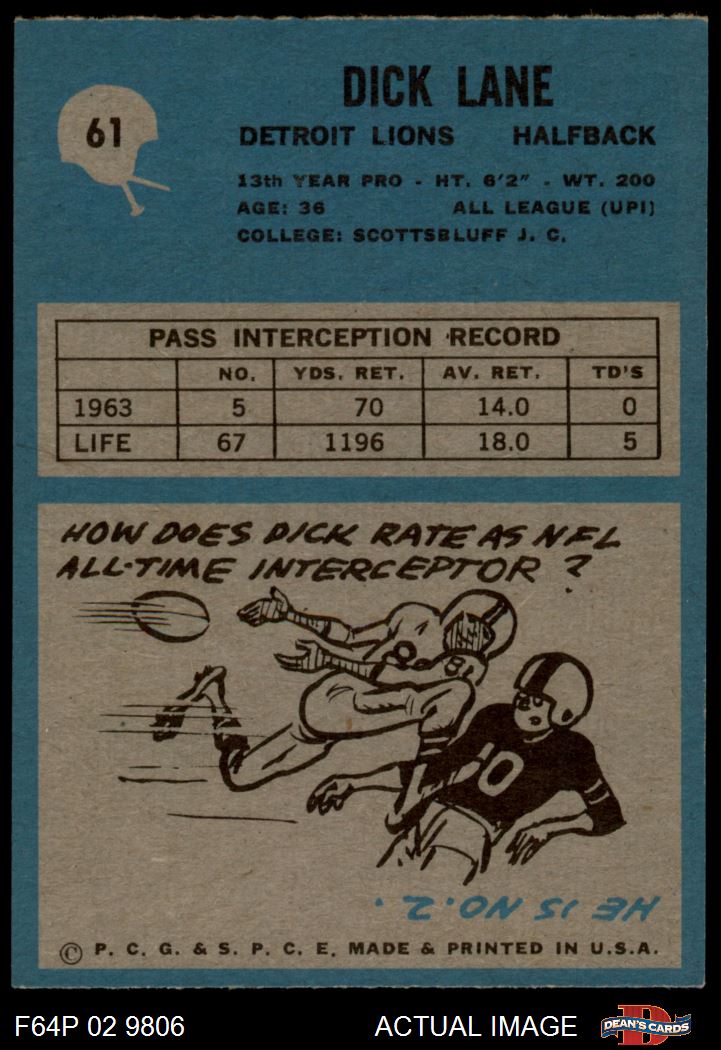 61
DICK LANE
DETROIT LIONS HALFBACK
13th YEAR PRO - HT. 6'2" - WT. 200
AGE: 36 ALL LEAGUE (UPI)
COLLEGE: SCOTTSBLUFF J. C.
PASS INTERCEPTION RECORD
NO. YDS. RET. AV. RET. TD'S
1963 5 70 14.0 0
LIFE 67 1196 18.0 5
HOW DOES DICK RATE AS NFL
ALL-TIME INTERCEPTOR ?
8
0
HE IS NO. 2.
© P. C. G. & S. P. C. E. MADE & PRINTED IN U.S.A.
F64P 02 9806 ACTUAL IMAGE D DEAN'S CARDS